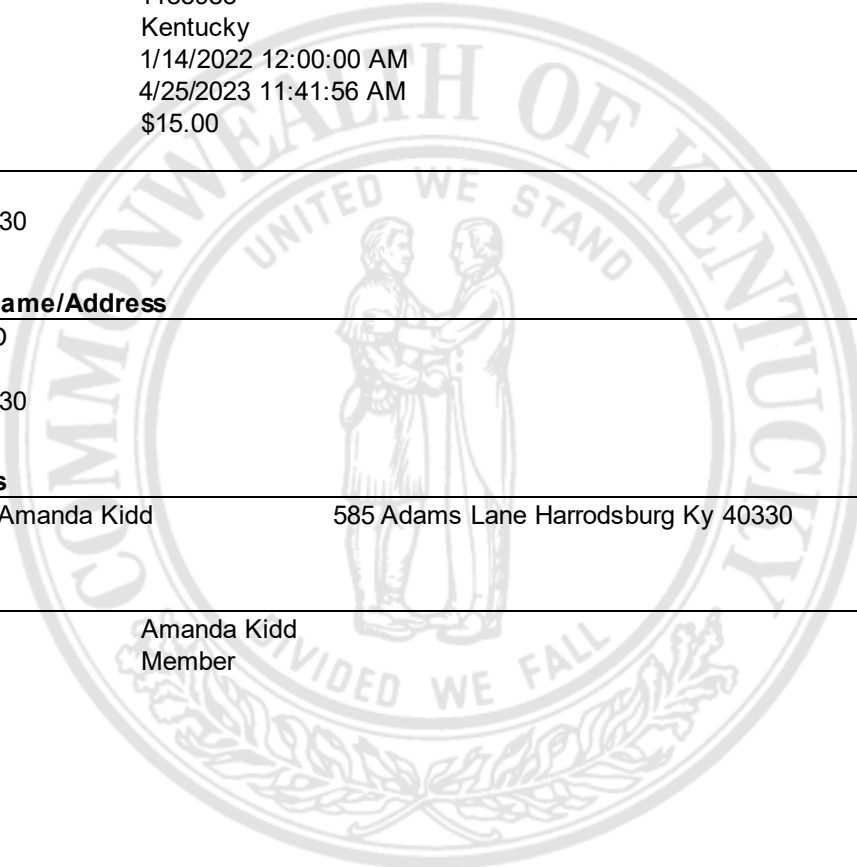 Kentucky
1/14/2022 12:00:00 AM
4/25/2023 11:41:56 AM
$15.00
30
ame/Address
30
s
Amanda Kidd 585 Adams Lane Harrodsburg Ky 40330
Amanda Kidd
Member
COMMONWEALTH OF KENTUCKY
UNITED WE STAND
DIVIDED WE FALL